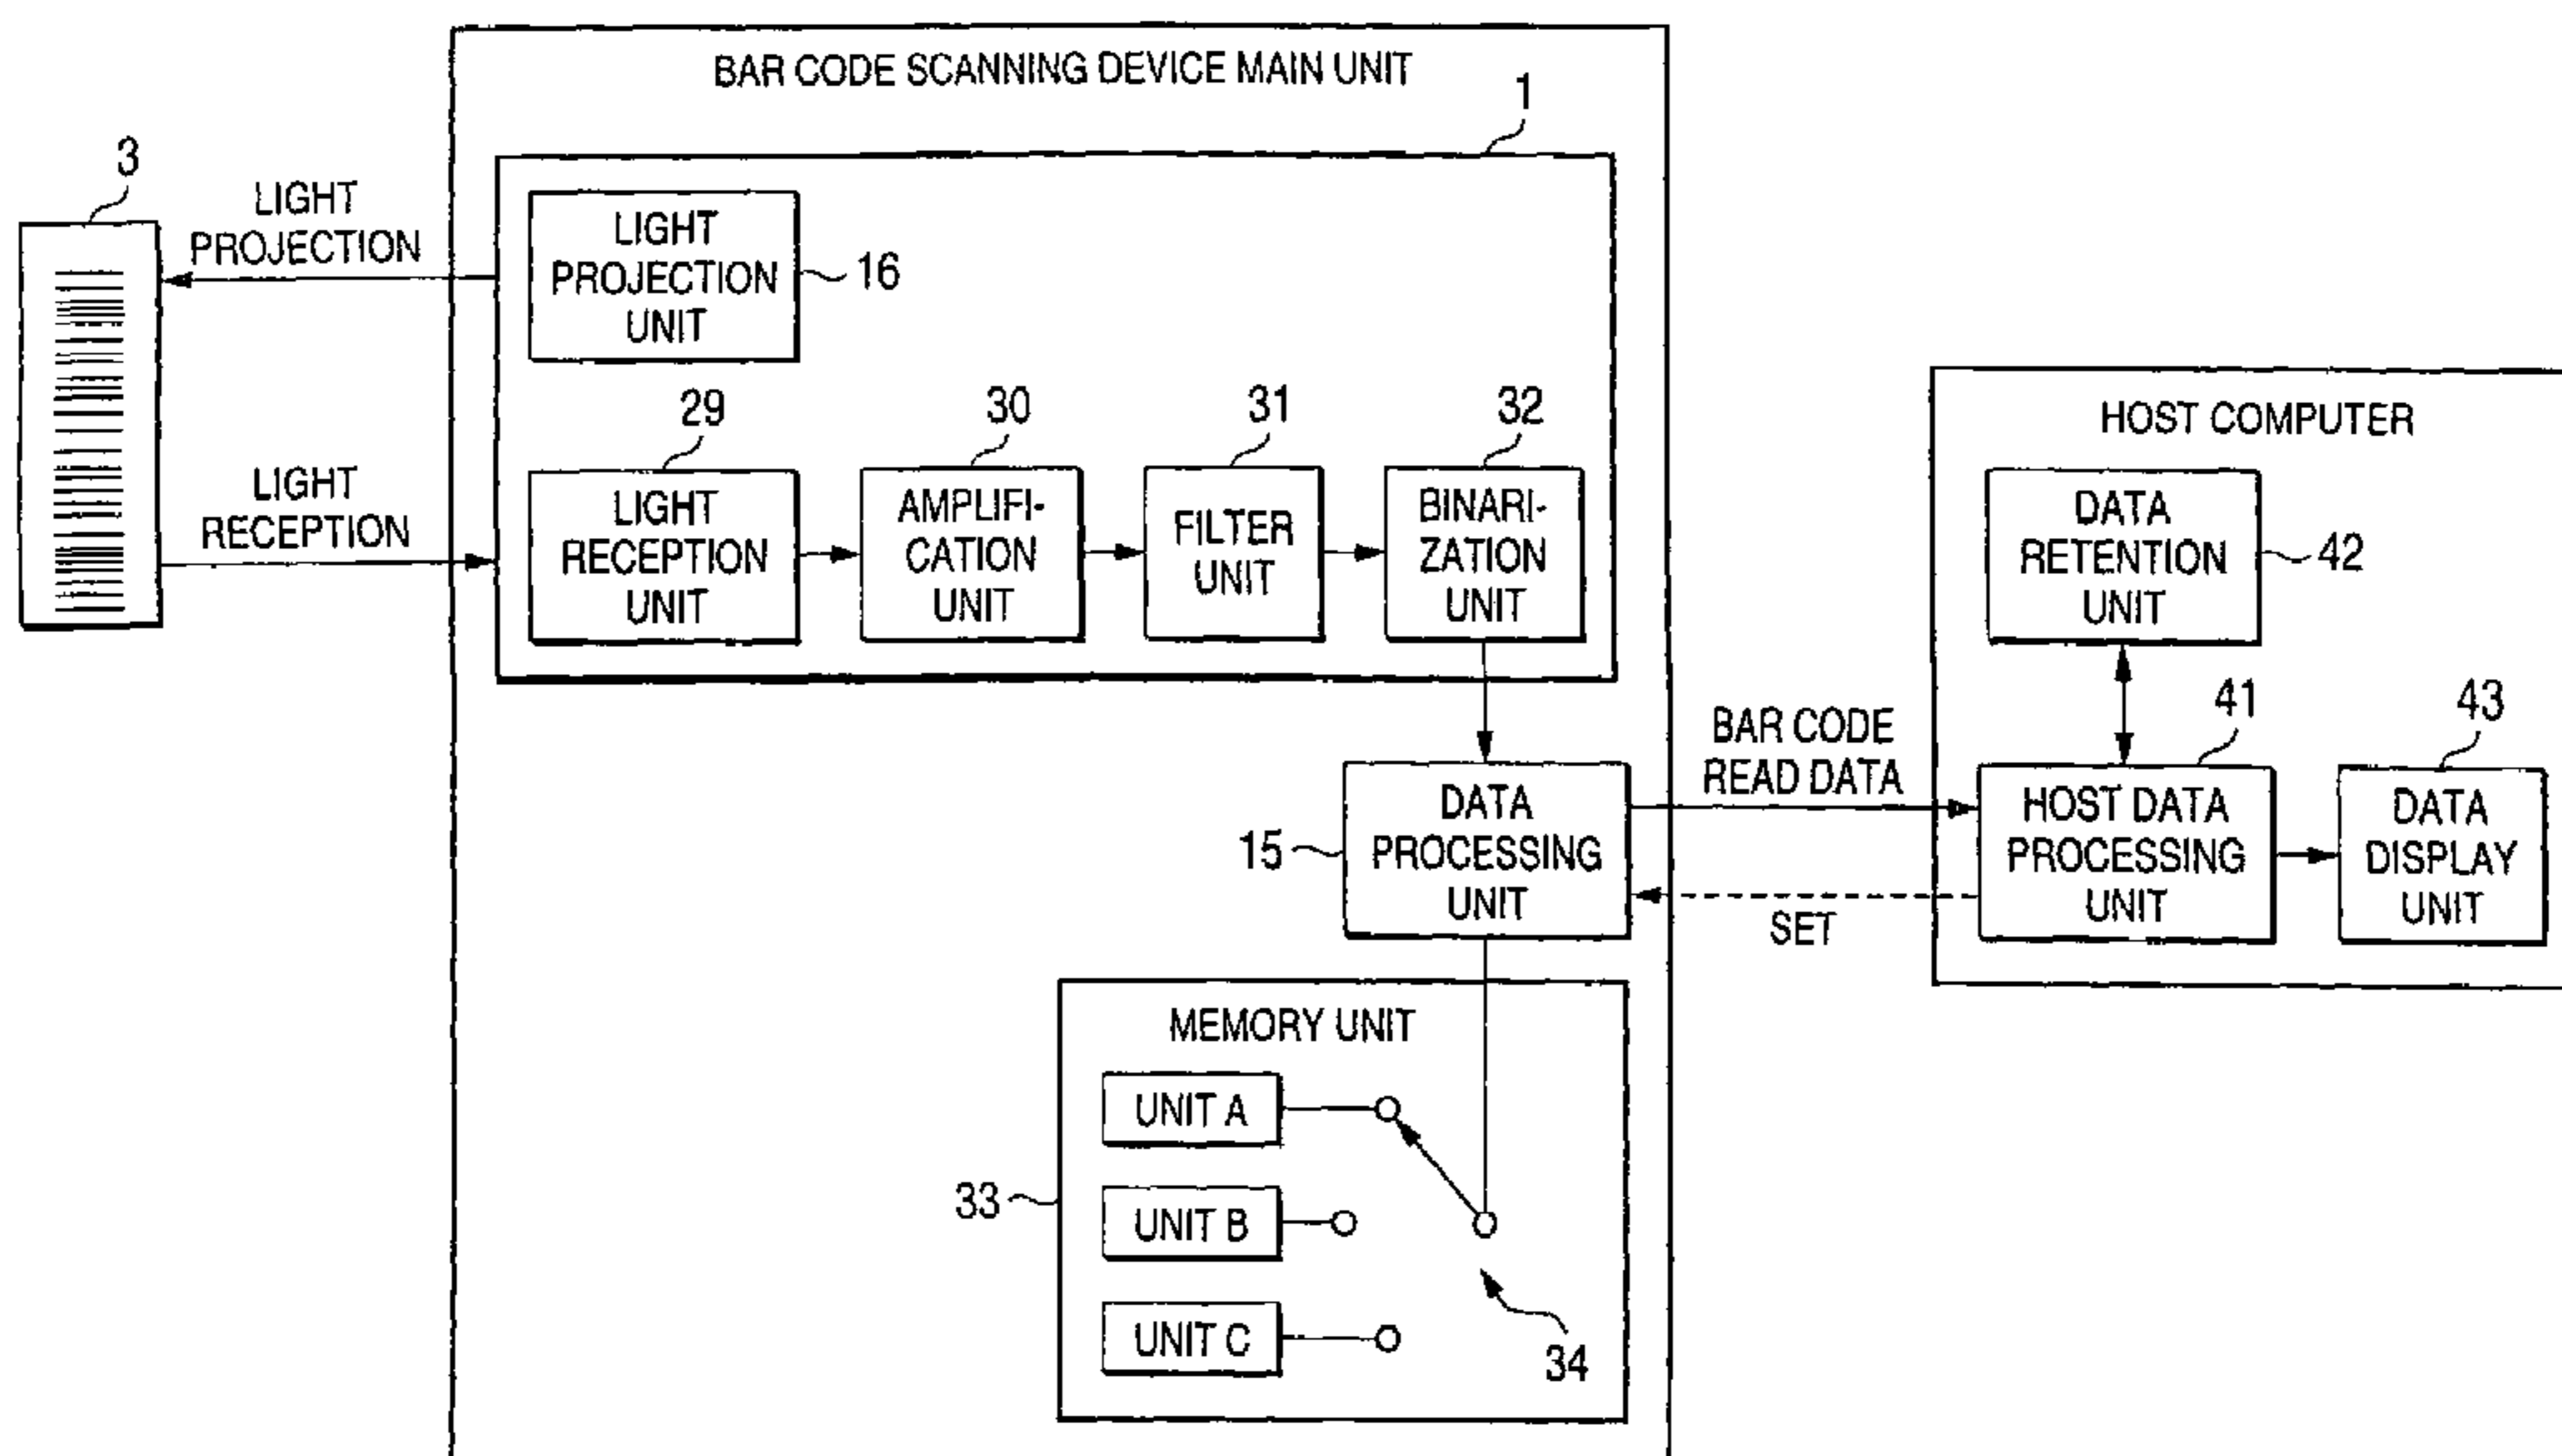 BAR CODE SCANNING DEVICE MAIN UNIT
1
3
LIGHT
PROJECTION
LIGHT
PROJECTION
UNIT
16
LIGHT
RECEPTION
29
LIGHT
RECEPTION
UNIT
30
AMPLIFI-
CATION
UNIT
31
FILTER
UNIT
32
BINARI-
ZATION
UNIT
HOST COMPUTER
DATA
RETENTION
UNIT
42
BAR CODE
READ DATA
15
DATA
PROCESSING
UNIT
SET
41
HOST DATA
PROCESSING
UNIT
43
DATA
DISPLAY
UNIT
MEMORY UNIT
UNIT A
33
UNIT B
UNIT C
34